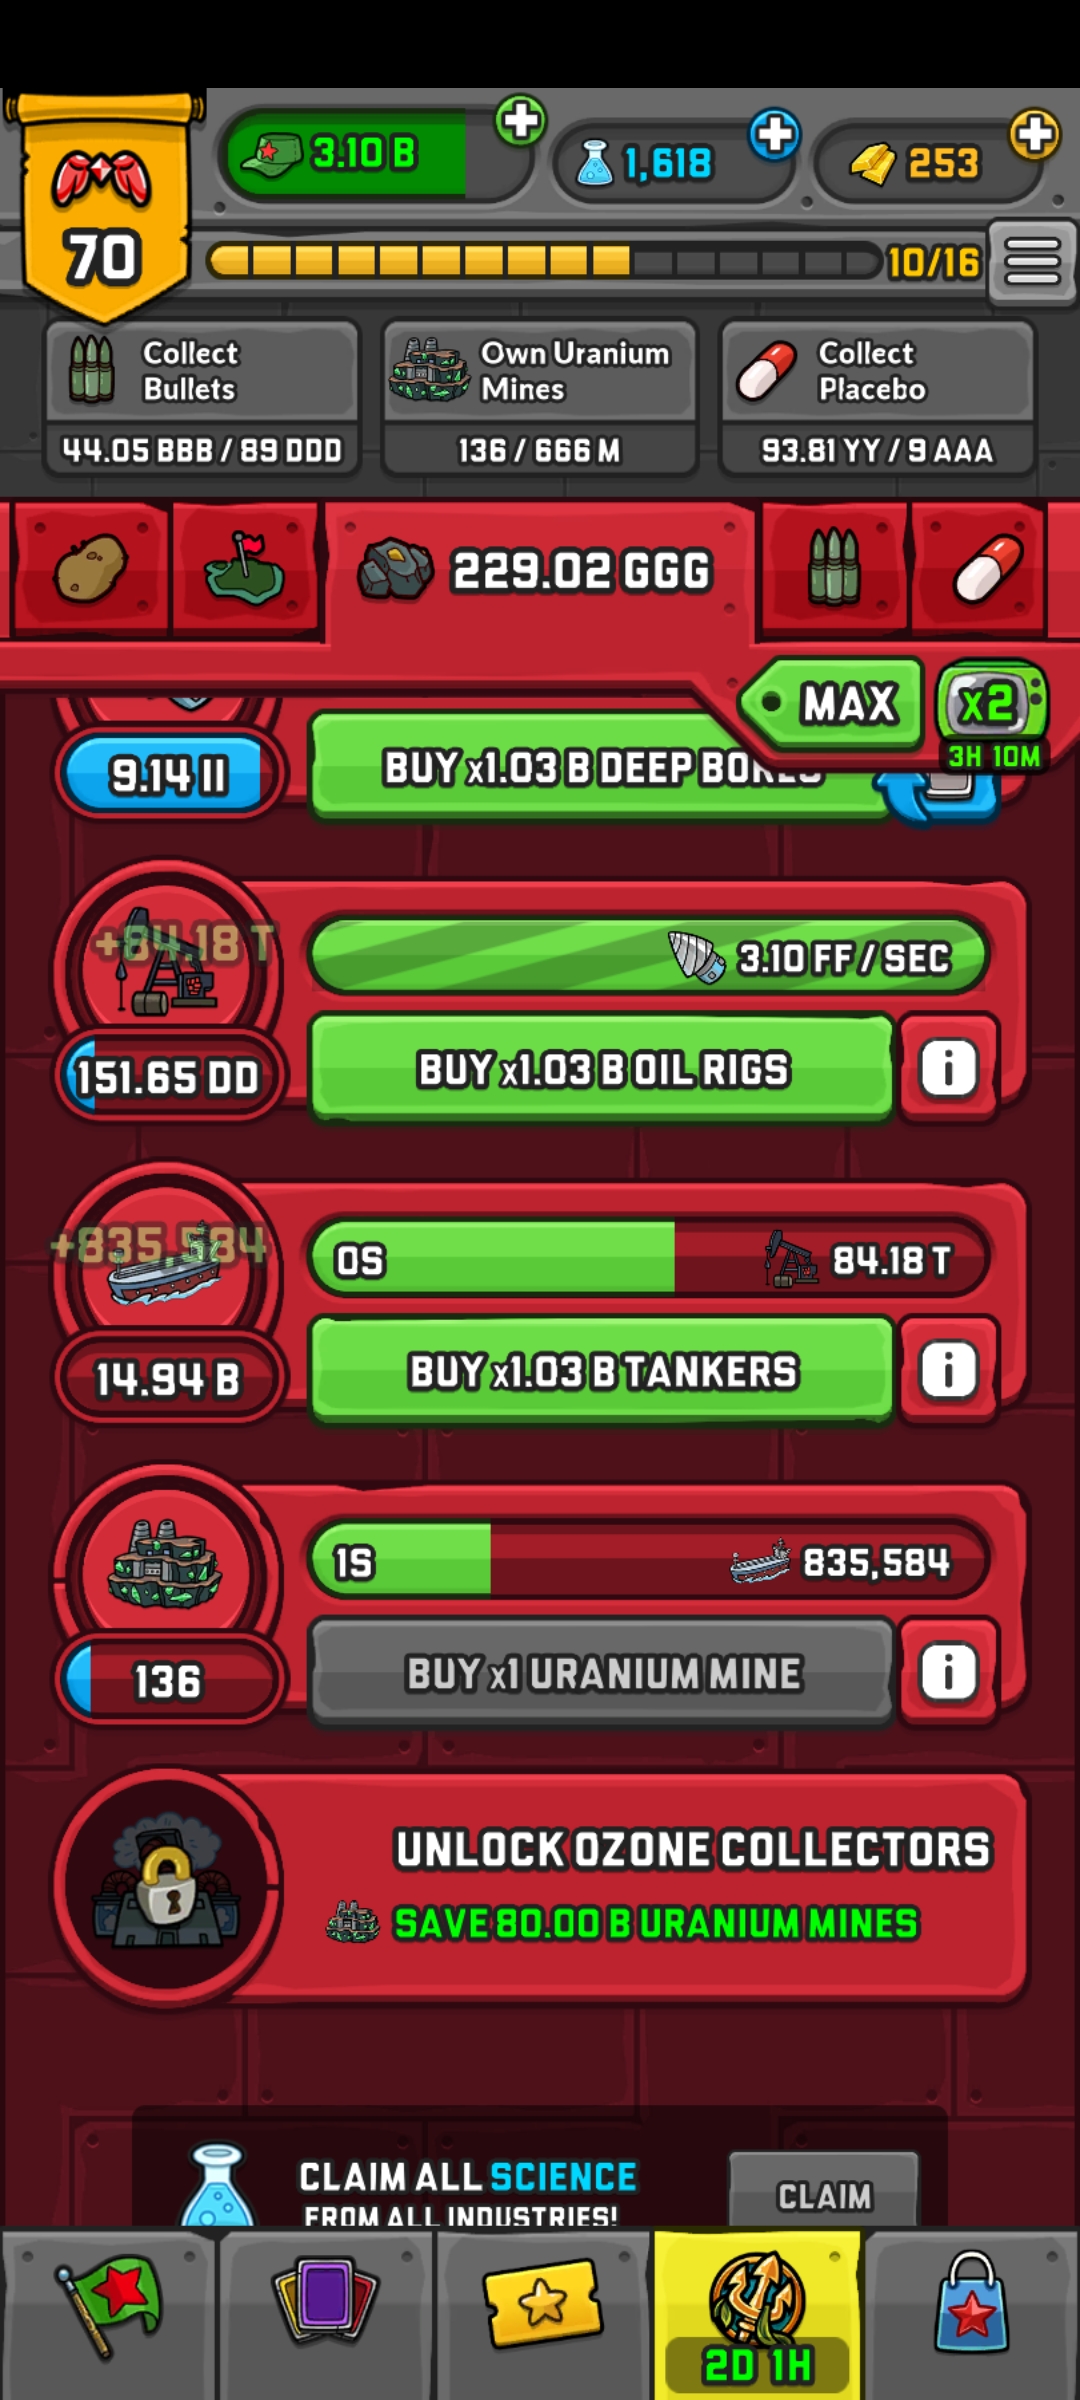 3.10 B
1,618
253
70
10/16
Collect
Bullets
44.05 BBB / 89 DDD
Own Uranium
Mines
136 / 666 M
Collect
Placebo
93.81 YY / 9 AAA
229.02 GGG
MAX
x2
3H 10M
9.14 II
BUY x1.03 B DEEP BORES
+84.18 T
3.10 FF / SEC
151.65 DD
BUY x1.03 B OIL RIGS
i
+835,584
0S
84.18 T
14.94 B
BUY x1.03 B TANKERS
i
1S
835,584
136
BUY x1 URANIUM MINE
i
UNLOCK OZONE COLLECTORS
SAVE 80.00 B URANIUM MINES
CLAIM ALL SCIENCE
FROM ALL INDUSTRIES!
CLAIM
2D 1H